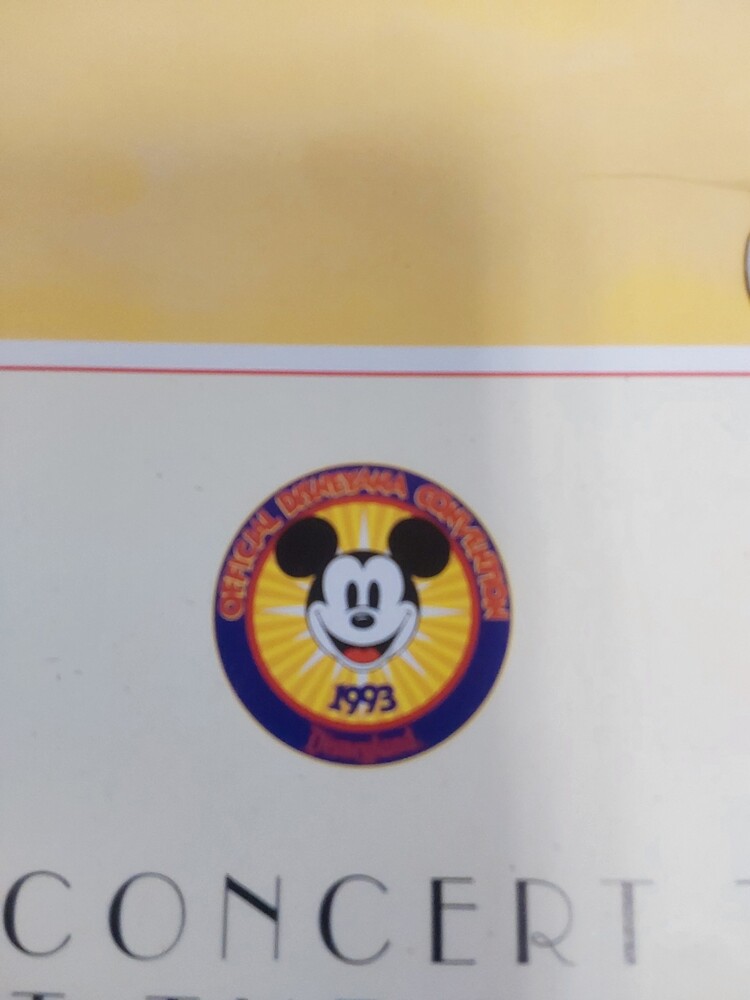 OFFICIAL DISNEYANA CONVENTION
1993
Disneyland
CONCERT